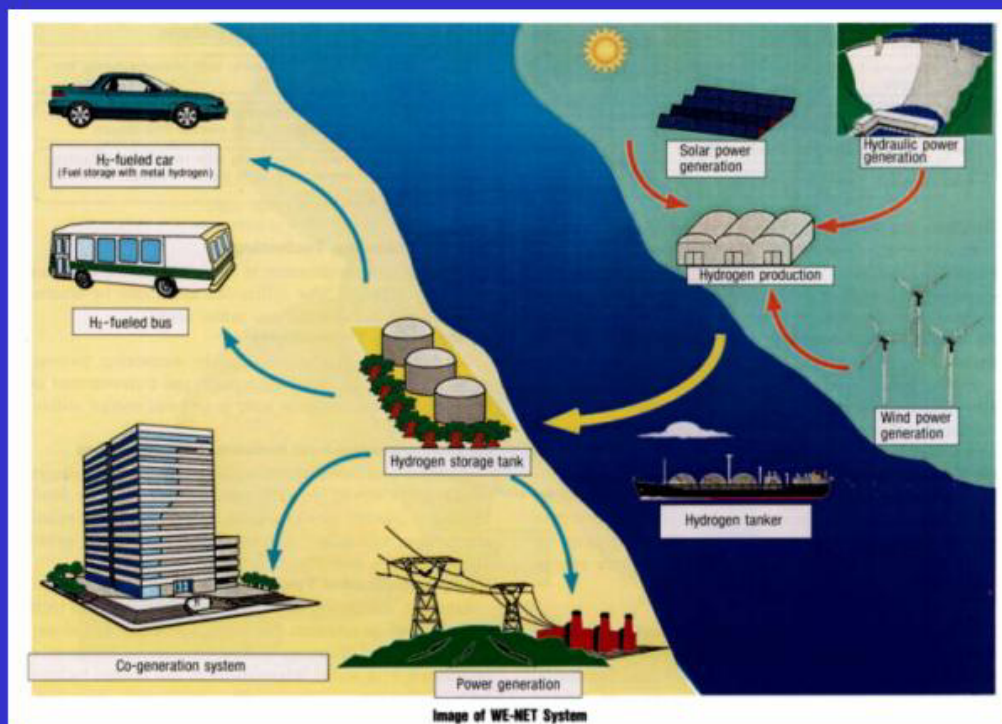 H₂-fueled car
(Fuel storage with metal hydrogen)
Solar power
generation
Hydraulic power
generation
Hydrogen production
H₂-fueled bus
Wind power
generation
Hydrogen storage tank
Hydrogen tanker
Co-generation system
Power generation
Image of WE-NET System